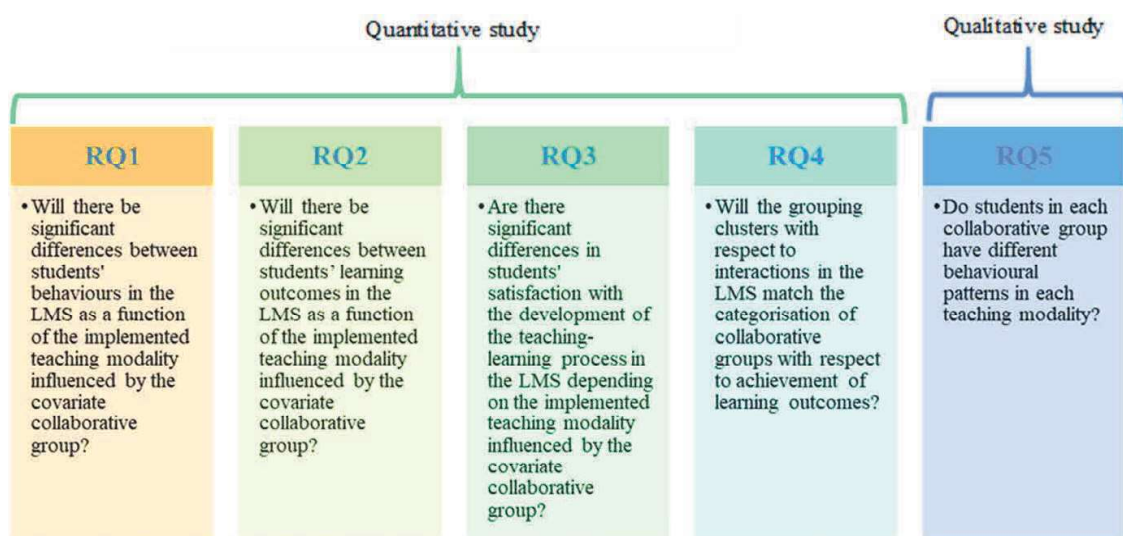 Quantitative study
Qualitative study
RQ1
•Will there be
significant
differences between
students'
behaviours in the
LMS as a function
of the implemented
teaching modality
influenced by the
covariate
collaborative
group?
RQ2
•Will there be
significant
differences between
students’ learning
outcomes in the
LMS as a function
of the implemented
teaching modality
influenced by the
covariate
collaborative
group?
RQ3
•Are there
significant
differences in
students'
satisfaction with
the development of
the teaching-
learning process in
the LMS depending
on the implemented
teaching modality
influenced by the
covariate
collaborative
group?
RQ4
•Will the grouping
clusters with
respect to
interactions in the
LMS match the
categorisation of
collaborative
groups with respect
to achievement of
learning outcomes?
RQ5
•Do students in each
collaborative group
have different
behavioural
patterns in each
teaching modality?